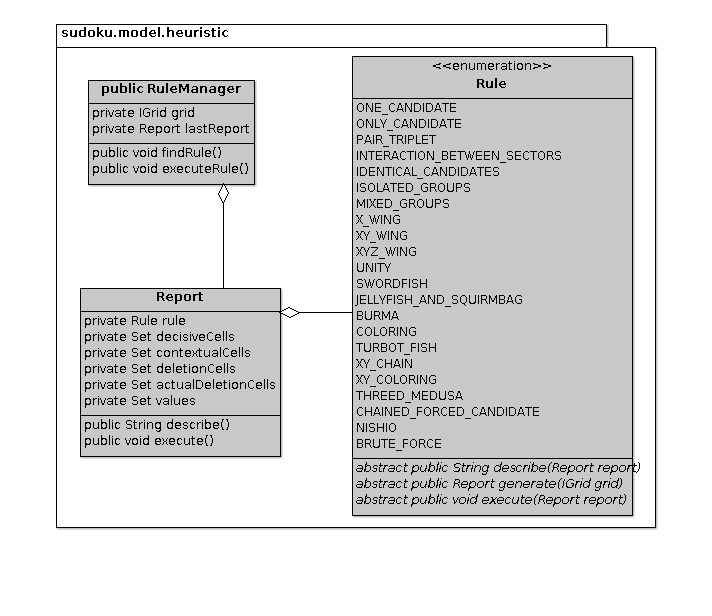 sudoku.model.heuristic
public RuleManager
private IGrid grid
private Report lastReport
public void findRule()
public void executeRule()
Report
private Rule rule
private Set decisiveCells
private Set contextualCells
private Set deletionCells
private Set actualDeletionCells
private Set values
public String describe()
public void execute()
<<enumeration>>
Rule
ONE_CANDIDATE
ONLY_CANDIDATE
PAIR_TRIPLET
INTERACTION_BETWEEN_SECTORS
IDENTICAL_CANDIDATES
ISOLATED_GROUPS
MIXED_GROUPS
X_WING
XY_WING
XYZ_WING
UNITY
SWORDFISH
JELLYFISH_AND_SQUIRMBAG
BURMA
COLORING
TURBOT_FISH
XY_CHAIN
XY_COLORING
THREED_MEDUSA
CHAINED_FORCED_CANDIDATE
NISHIO
BRUTE_FORCE
abstract public String describe(Report report)
abstract public Report generate(IGrid grid)
abstract public void execute(Report report)